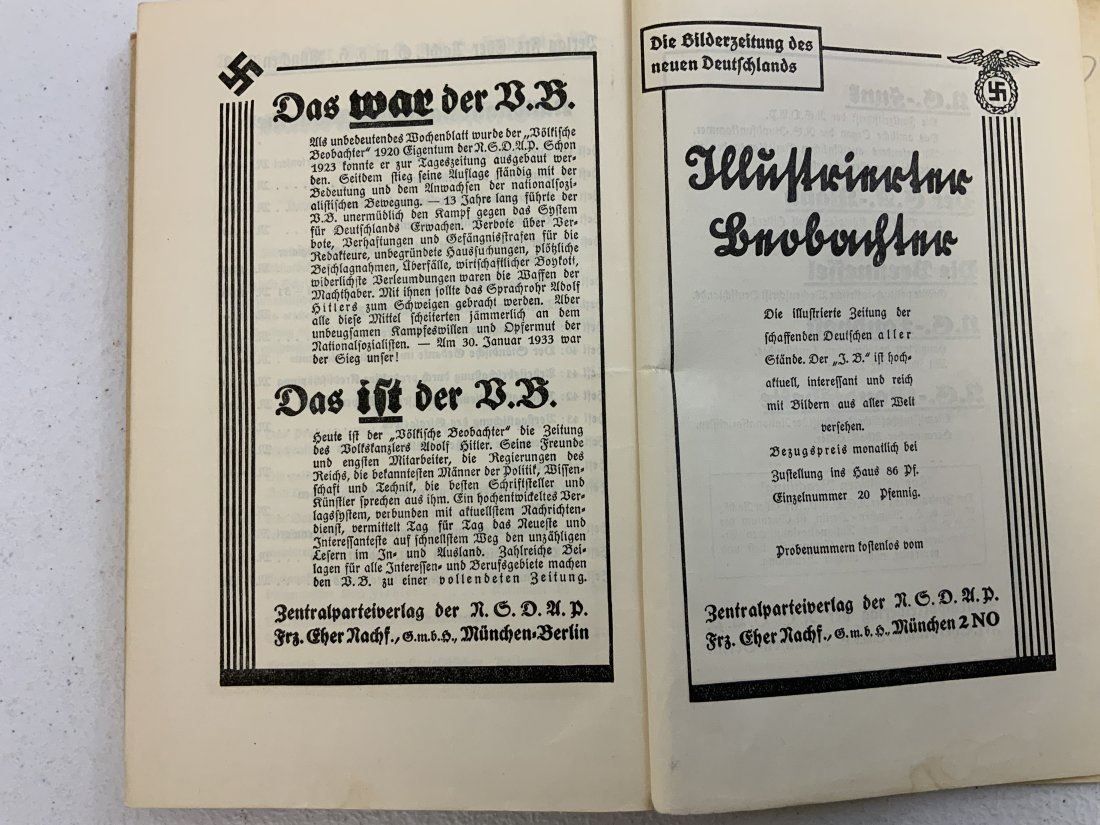 Das war der V.B.
Als unbedeutendes Wochenblatt wurde der „Völkische
Beobachter“ 1920 Eigentum der N.S.D.A.P. Schon
1923 konnte er zur Tageszeitung ausgebaut wer-
den. Seitdem stieg seine Auflage ständig mit der
Bedeutung und dem Anwachsen der nationalsozi-
alistischen Bewegung. — 13 Jahre lang führte der
V.B. unermüdlich den Kampf gegen das System
für Deutschlands Erwachen. Verbote über Ver-
bote, Verhaftungen und Gefängnisstrafen für die
Redakteure, unbegründete Haussuchungen, plötzliche
Beschlagnahmen, Überfälle, wirtschaftlicher Boykott,
widerlichste Verleumdungen waren die Waffen der
Machthaber. Mit ihnen sollte das Sprachrohr Adolf
Hitlers zum Schweigen gebracht werden. Aber
alle diese Mittel scheiterten jämmerlich an dem
unbeugsamen Kampfeswillen und Opfermut der
Nationalsozialisten. — Am 30. Januar 1933 war
der Sieg unser!
Das ist der V.B.
Heute ist der „Völkische Beobachter“ die Zeitung
des Volkskanzlers Adolf Hitler. Seine Freunde
und engsten Mitarbeiter, die Regierungen des
Reichs, die bekanntesten Männer der Politik, Wissen-
schaft und Technik, die besten Schriftsteller und
Künstler sprechen aus ihm. Ein hochentwickeltes Ver-
lagssystem, verbunden mit aktuellstem Nachrichten-
dienst, vermittelt Tag für Tag das Neueste und
Interessanteste auf schnellstem Weg den unzähligen
Lesern im In- und Ausland. Zahlreiche Bei-
lagen für alle Interessen- und Berufsgebiete machen
den V.B. zu einer vollendeten Zeitung.
Zentralparteiverlag der N.S.D.A.P.
Frz. Eher Nachf., G.m.b.H., München-Berlin
Die Bilderzeitung des
neuen Deutschlands
Illustrierter
Beobachter
Die illustrierte Zeitung der
schaffenden Deutschen aller
Stände. Der „J.B.“ ist hoch-
aktuell, interessant und reich
mit Bildern aus aller Welt
versehen.
Bezugspreis monatlich bei
Zustellung ins Haus 86 Pf.
Einzelnummer 20 Pfennig.
Probenummern kostenlos vom
Zentralparteiverlag der N.S.D.A.P.
Frz. Eher Nachf., G.m.b.H., München 2 NO